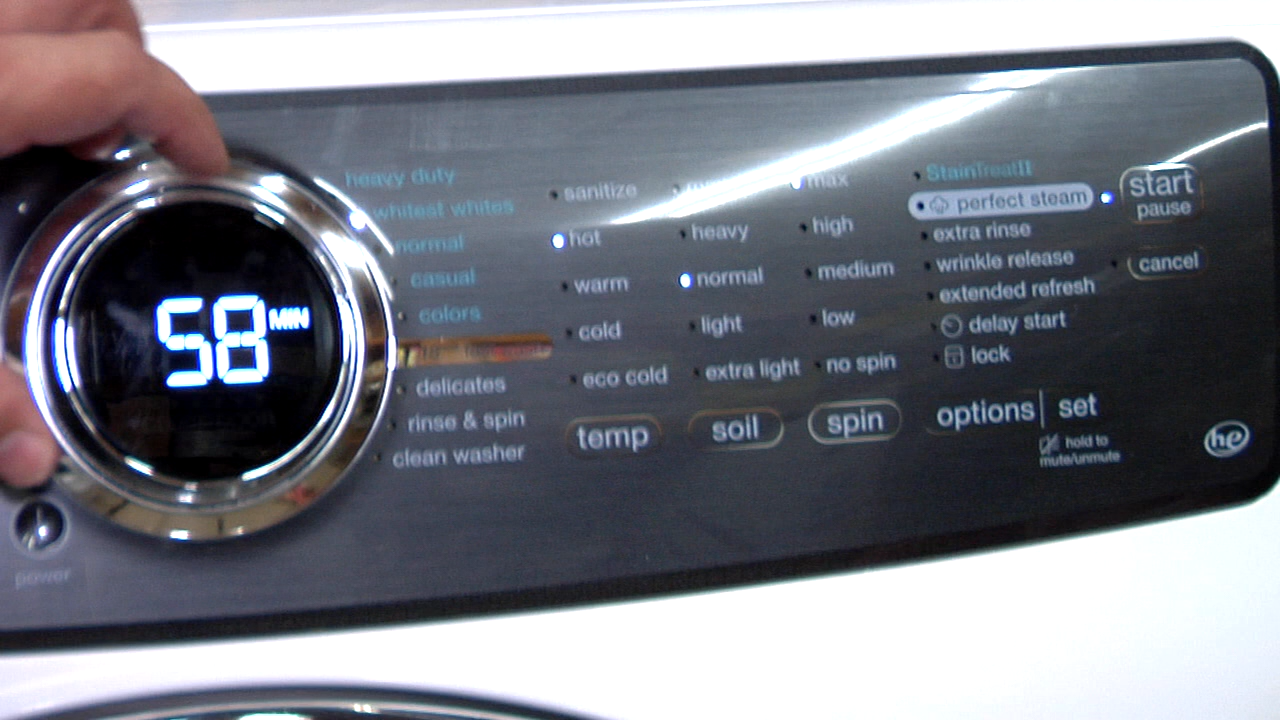 58 MIN
heavy duty
whitest whites
normal
casual
colors
delicates
rinse & spin
clean washer
power
sanitize
hot
warm
cold
eco cold
temp
heavy
normal
light
extra light
soil
max
high
medium
low
no spin
spin
StainTreatII
perfect steam
extra rinse
wrinkle release
extended refresh
delay start
lock
options | set
hold to
mute/unmute
start
pause
cancel
he